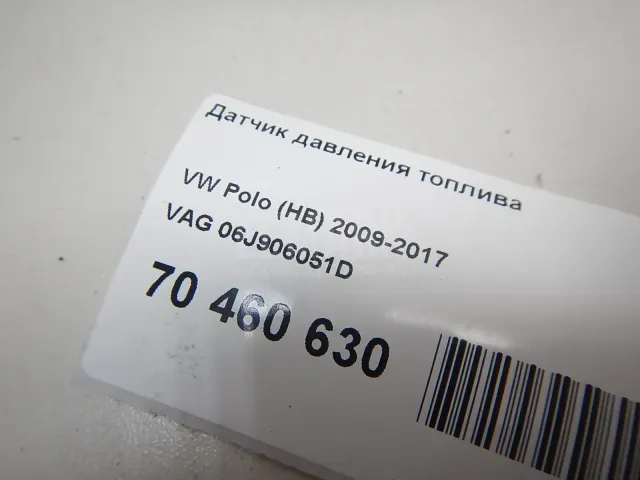 Датчик давления топлива
VW Polo (HB) 2009-2017
VAG 06J906051D
70 460 630